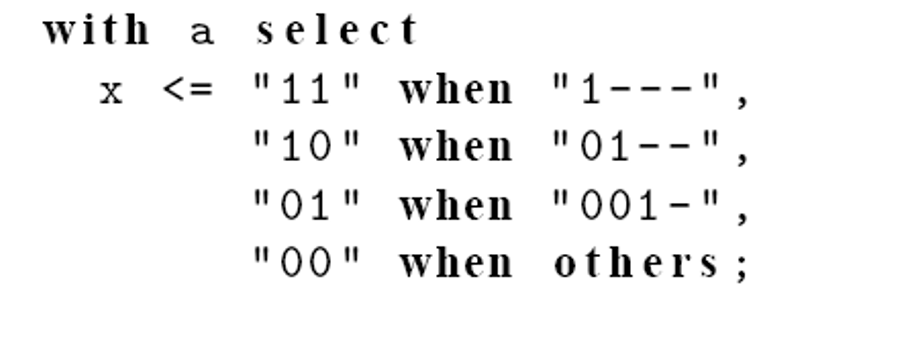 with a select
x <= "11" when "1---",
"10" when "01--",
"01" when "001-",
"00" when others;